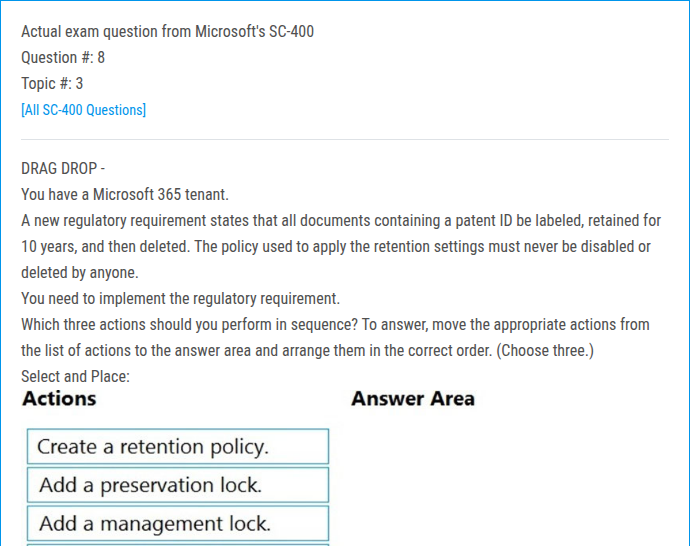 Actual exam question from Microsoft's SC-400
Question #: 8
Topic #: 3
[All SC-400 Questions]
DRAG DROP -
You have a Microsoft 365 tenant.
A new regulatory requirement states that all documents containing a patent ID be labeled, retained for
10 years, and then deleted. The policy used to apply the retention settings must never be disabled or
deleted by anyone.
You need to implement the regulatory requirement.
Which three actions should you perform in sequence? To answer, move the appropriate actions from
the list of actions to the answer area and arrange them in the correct order. (Choose three.)
Select and Place:
Actions
Answer Area
Create a retention policy.
Add a preservation lock.
Add a management lock.